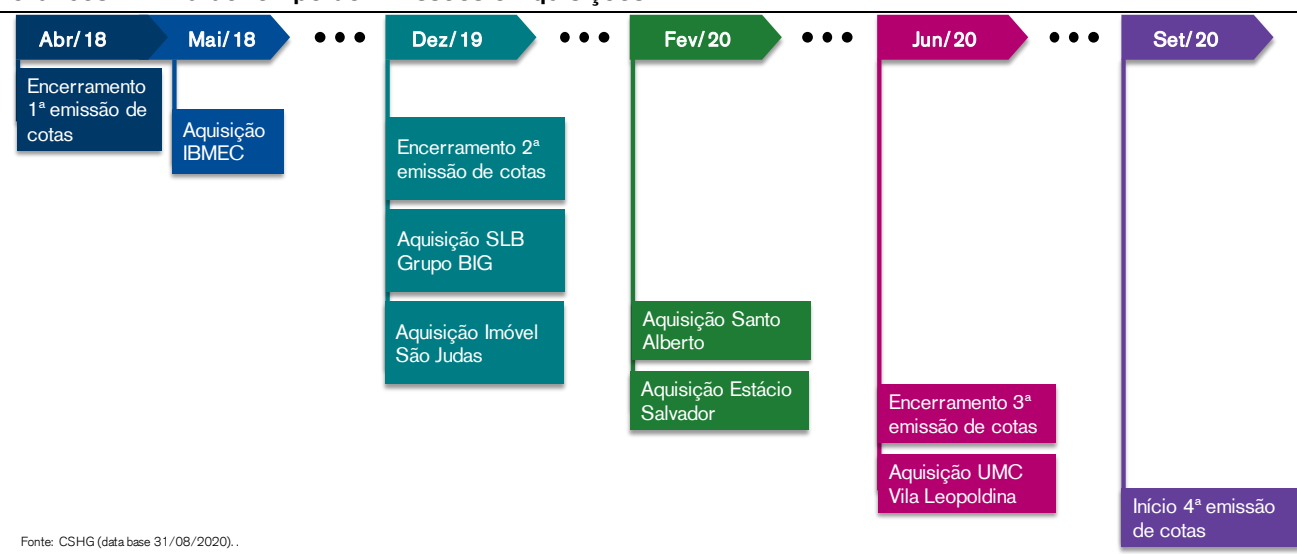 Abr/18
Mai/18
Dez/19
Fev/20
Jun/20
Set/20
Encerramento
1ª emissão de
cotas
Aquisição
IBMEC
Encerramento 2ª
emissão de cotas
Aquisição SLB
Grupo BIG
Aquisição Imóvel
São Judas
Aquisição Santo
Alberto
Aquisição Estácio
Salvador
Encerramento 3ª
emissão de cotas
Aquisição UMC
Vila Leopoldina
Início 4ª emissão
de cotas
Fonte: CSHG (data base 31/08/2020). .